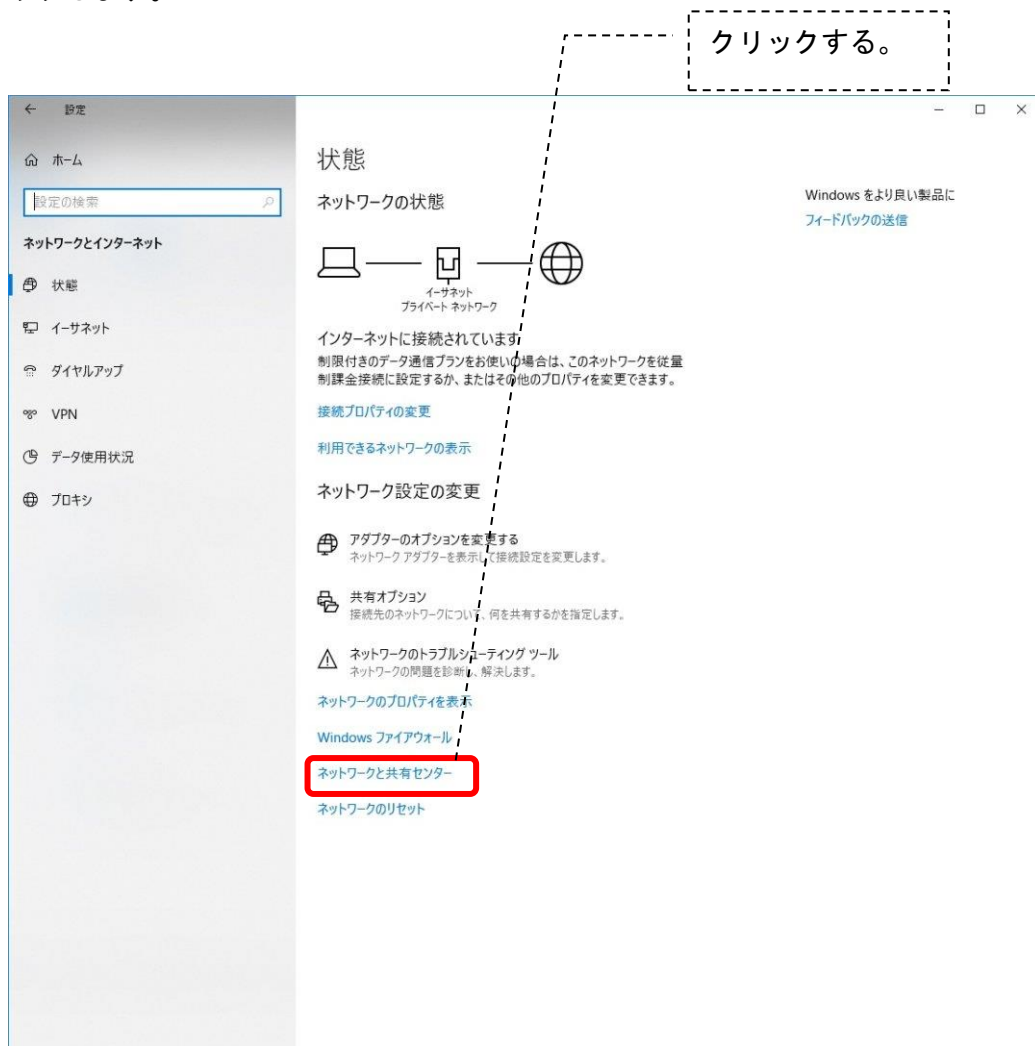 クリックする。
設定
ホーム
設定の検索
ネットワークとインターネット
状態
イーサネット
ダイヤルアップ
VPN
データ使用状況
プロキシ
状態
ネットワークの状態
イーサネット
プライベート ネットワーク
インターネットに接続されています
制限付きのデータ通信プランをお使いの場合は、このネットワークを従量
制課金接続に設定するか、またはその他のプロパティを変更できます。
接続プロパティの変更
利用できるネットワークの表示
ネットワーク設定の変更
アダプターのオプションを変更する
ネットワーク アダプターを表示して接続設定を変更します。
共有オプション
接続先のネットワークについて、何を共有するかを指定します。
ネットワークのトラブルシューティング ツール
ネットワークの問題を診断し、解決します。
ネットワークのプロパティを表示
Windows ファイアウォール
ネットワークと共有センター
ネットワークのリセット
Windows をより良い製品に
フィードバックの送信